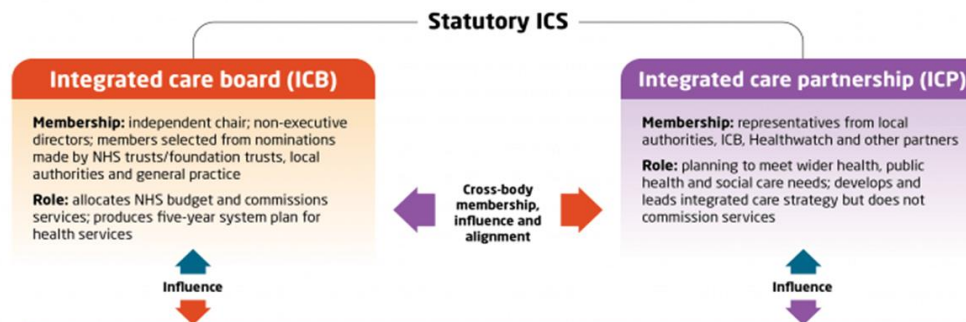 Statutory ICS
Integrated care board (ICB)
Membership: independent chair; non-executive
directors; members selected from nominations
made by NHS trusts/foundation trusts, local
authorities and general practice
Role: allocates NHS budget and commissions
services; produces five-year system plan for
health services
Influence
Cross-body
membership,
influence and
alignment
Integrated care partnership (ICP)
Membership: representatives from local
authorities, ICB, Healthwatch and other partners
Role: planning to meet wider health, public
health and social care needs; develops and
leads integrated care strategy but does not
commission services
Influence